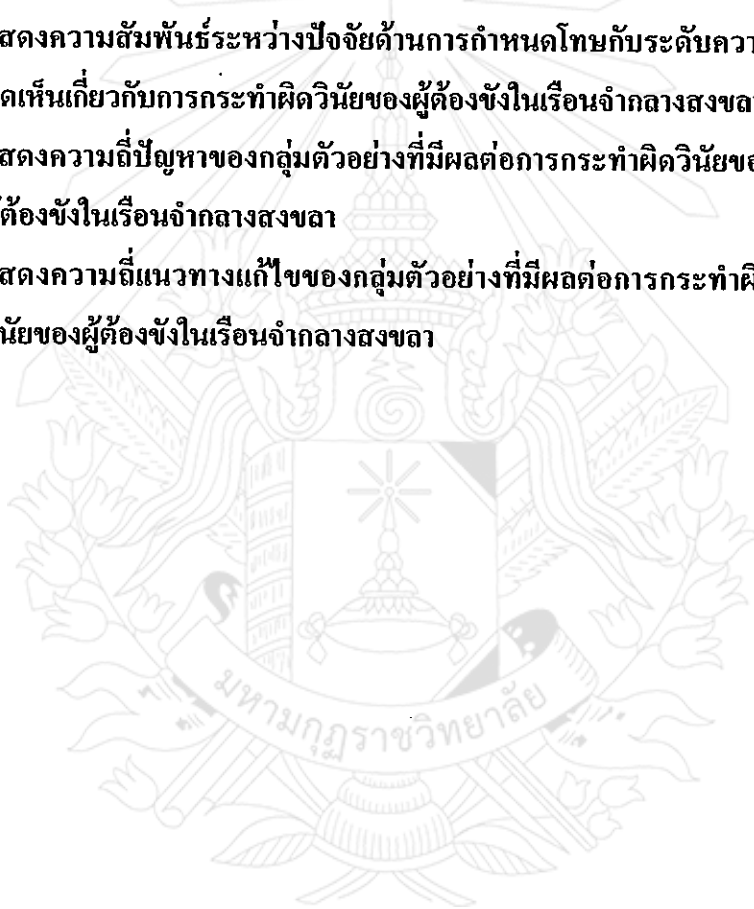 สดงความสัมพันธ์ระหว่างปัจจัยด้านการกำหนดโทษกับระดับควา
ดเห็นเกี่ยวกับการกระทำผิดวินัยของผู้ต้องขังในเรือนจำกลางสงขลา
สดงความถี่ปัญหาของกลุ่มตัวอย่างที่มีผลต่อการกระทำผิดวินัยขอ
ต้องขังในเรือนจำกลางสงขลา
สดงความถี่แนวทางแก้ไขของกลุ่มตัวอย่างที่มีผลต่อการกระทำผิ
นัยของผู้ต้องขังในเรือนจำกลางสงขลา
มหามกุฏราชวิทยาลัย